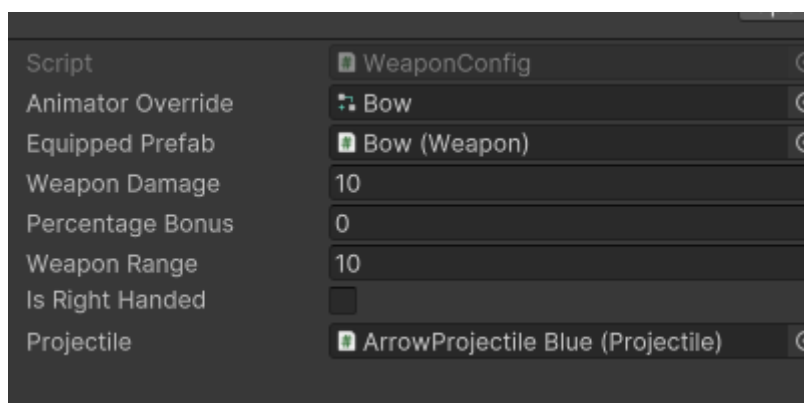 Script WeaponConfig
Animator Override Bow
Equipped Prefab Bow (Weapon)
Weapon Damage 10
Percentage Bonus 0
Weapon Range 10
Is Right Handed
Projectile ArrowProjectile Blue (Projectile)